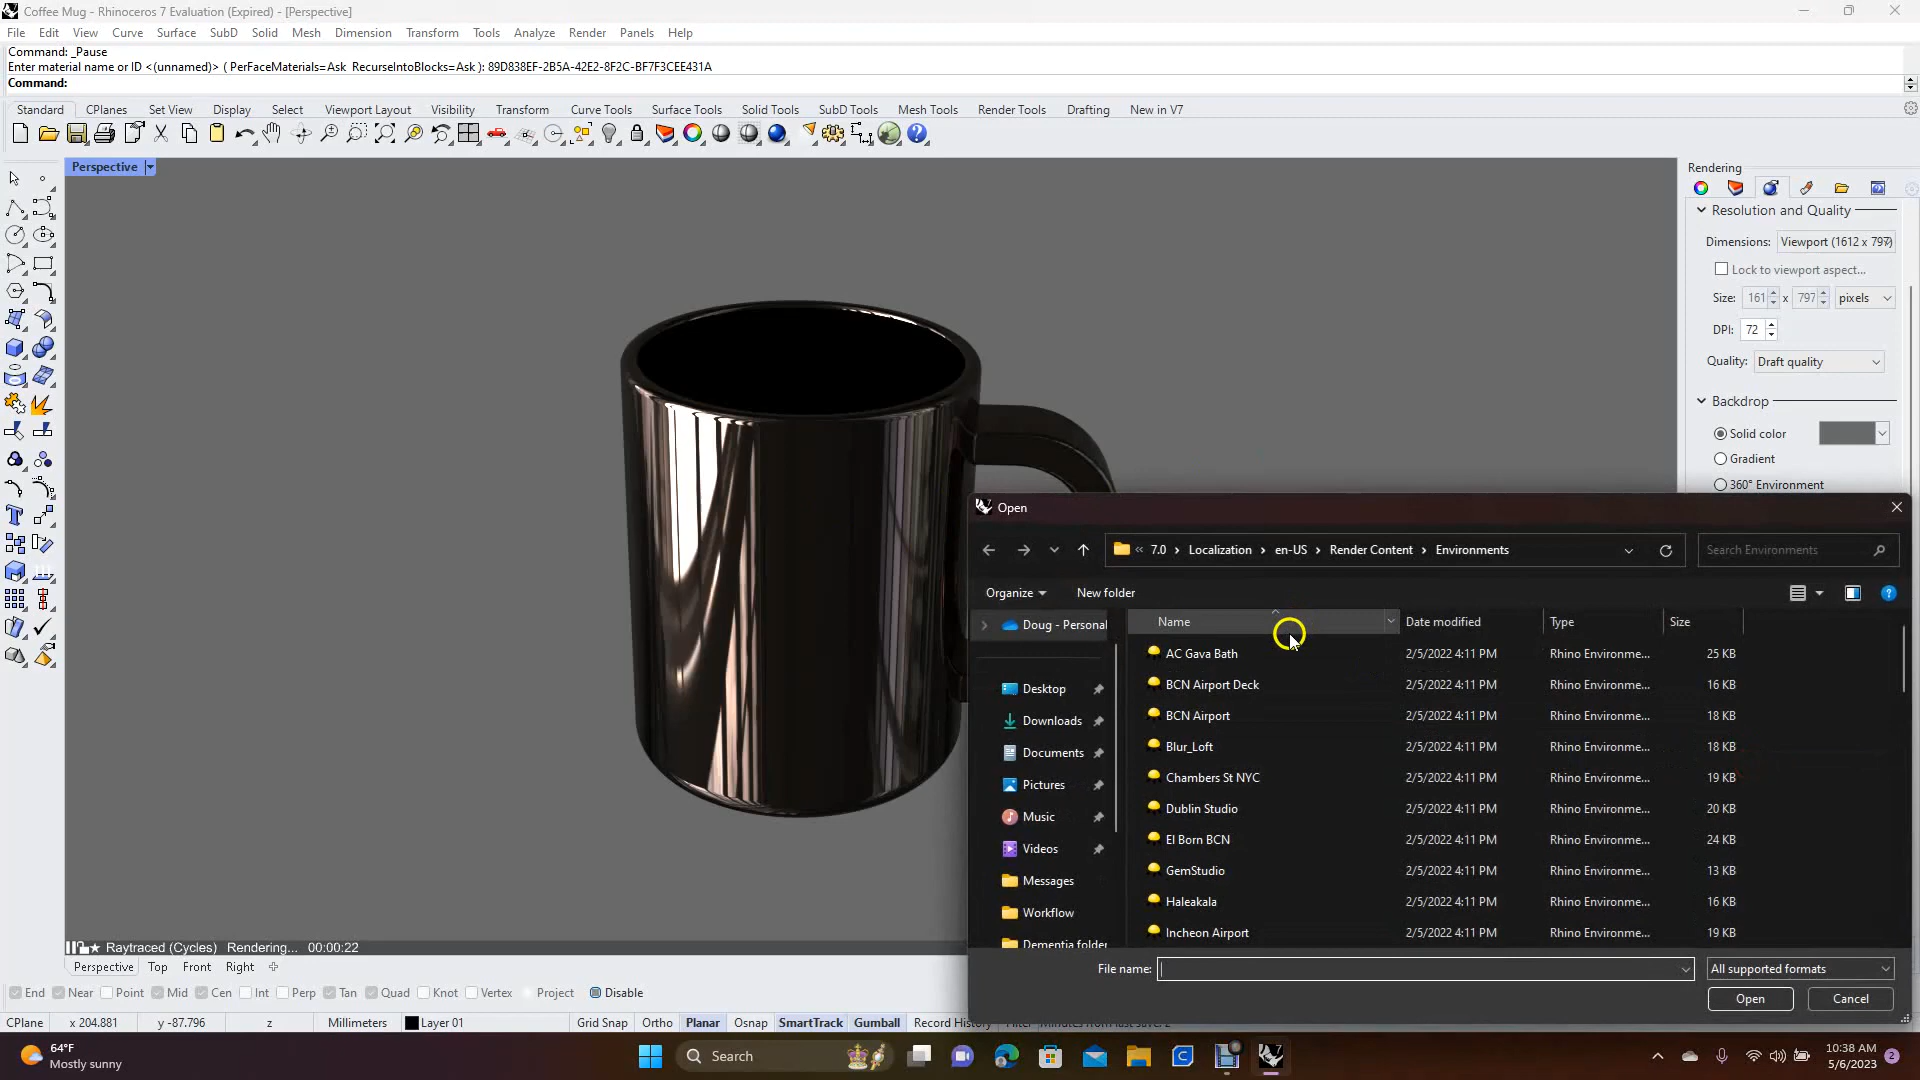 Coffee Mug - Rhinoceros 7 Evaluation (Expired) - [Perspective]
File Edit View Curve Surface SubD Solid Mesh Dimension Transform Tools Analyze Render Panels Help
Command: _Pause
Enter material name or ID <(unnamed)> ( PerFaceMaterials=Ask RecurseIntoBlocks=Ask ): 89D838EF-2B5A-42E2-8F2C-BF7F3CEE431A
Command:
Standard CPlanes Set View Display Select Viewport Layout Visibility Transform Curve Tools Surface Tools Solid Tools SubD Tools Mesh Tools Render Tools Drafting New in V7
Perspective
Rendering
Resolution and Quality
Dimensions: Viewport (1612 x 797)
Lock to viewport aspect...
Size: 161 x 797 pixels
DPI: 72
Quality: Draft quality
Backdrop
Solid color
Gradient
360° Environment
Open
« 7.0 › Localization › en-US › Render Content › Environments
Search Environments
Organize New folder
Name Date modified Type Size
Doug - Personal
Desktop
Downloads
Documents
Pictures
Music
Videos
Messages
Workflow
Dementia folder
AC Gava Bath 2/5/2022 4:11 PM Rhino Environme... 25 KB
BCN Airport Deck 2/5/2022 4:11 PM Rhino Environme... 16 KB
BCN Airport 2/5/2022 4:11 PM Rhino Environme... 18 KB
Blur_Loft 2/5/2022 4:11 PM Rhino Environme... 18 KB
Chambers St NYC 2/5/2022 4:11 PM Rhino Environme... 19 KB
Dublin Studio 2/5/2022 4:11 PM Rhino Environme... 20 KB
El Born BCN 2/5/2022 4:11 PM Rhino Environme... 24 KB
GemStudio 2/5/2022 4:11 PM Rhino Environme... 13 KB
Haleakala 2/5/2022 4:11 PM Rhino Environme... 16 KB
Incheon Airport 2/5/2022 4:11 PM Rhino Environme... 19 KB
File name: All supported formats
Open Cancel
Raytraced (Cycles) Rendering... 00:00:22
Perspective Top Front Right
End Near Point Mid Cen Int Perp Tan Quad Knot Vertex Project Disable
CPlane x 204.881 y -87.796 z Millimeters Layer 01 Grid Snap Ortho Planar Osnap SmartTrack Gumball Record History
64°F
Mostly sunny
Search
10:38 AM
5/6/2023
2